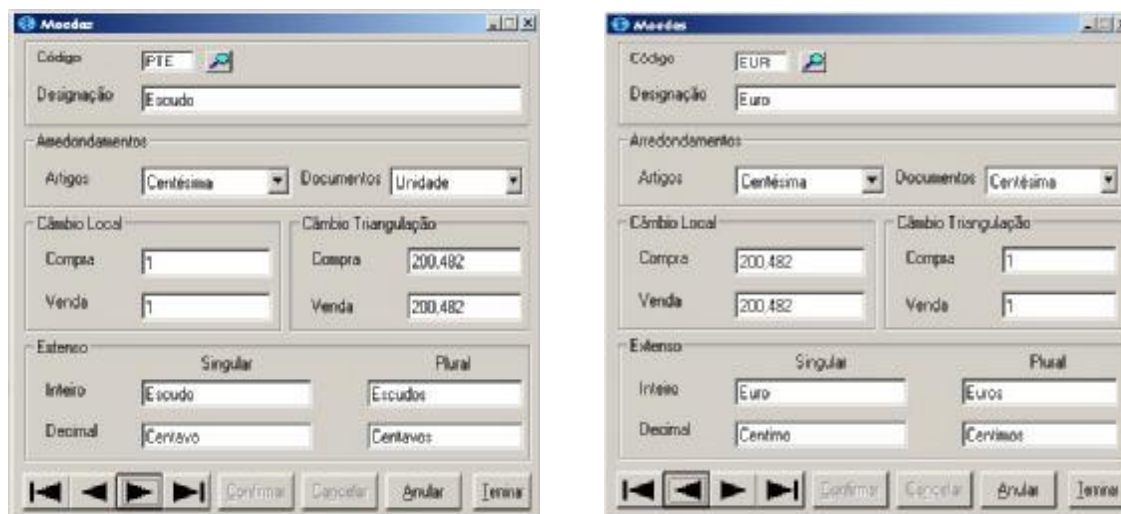 Moedas
Código PTE
Designação Escudo
Arredondamentos
Artigos Centésima Documentos Unidade
Câmbio Local Câmbio Triangulação
Compra 1 Compra 200,482
Venda 1 Venda 200,482
Extenso
Singular Plural
Inteiro Escudo Escudos
Decimal Centavo Centavos
Confirmar Cancelar Anular Terminar
Moedas
Código EUR
Designação Euro
Arredondamentos
Artigos Centésima Documentos Centésima
Câmbio Local Câmbio Triangulação
Compra 200,482 Compra 1
Venda 200,482 Venda 1
Extenso
Singular Plural
Inteiro Euro Euros
Decimal Centimo Centimos
Confirmar Cancelar Anular Terminar